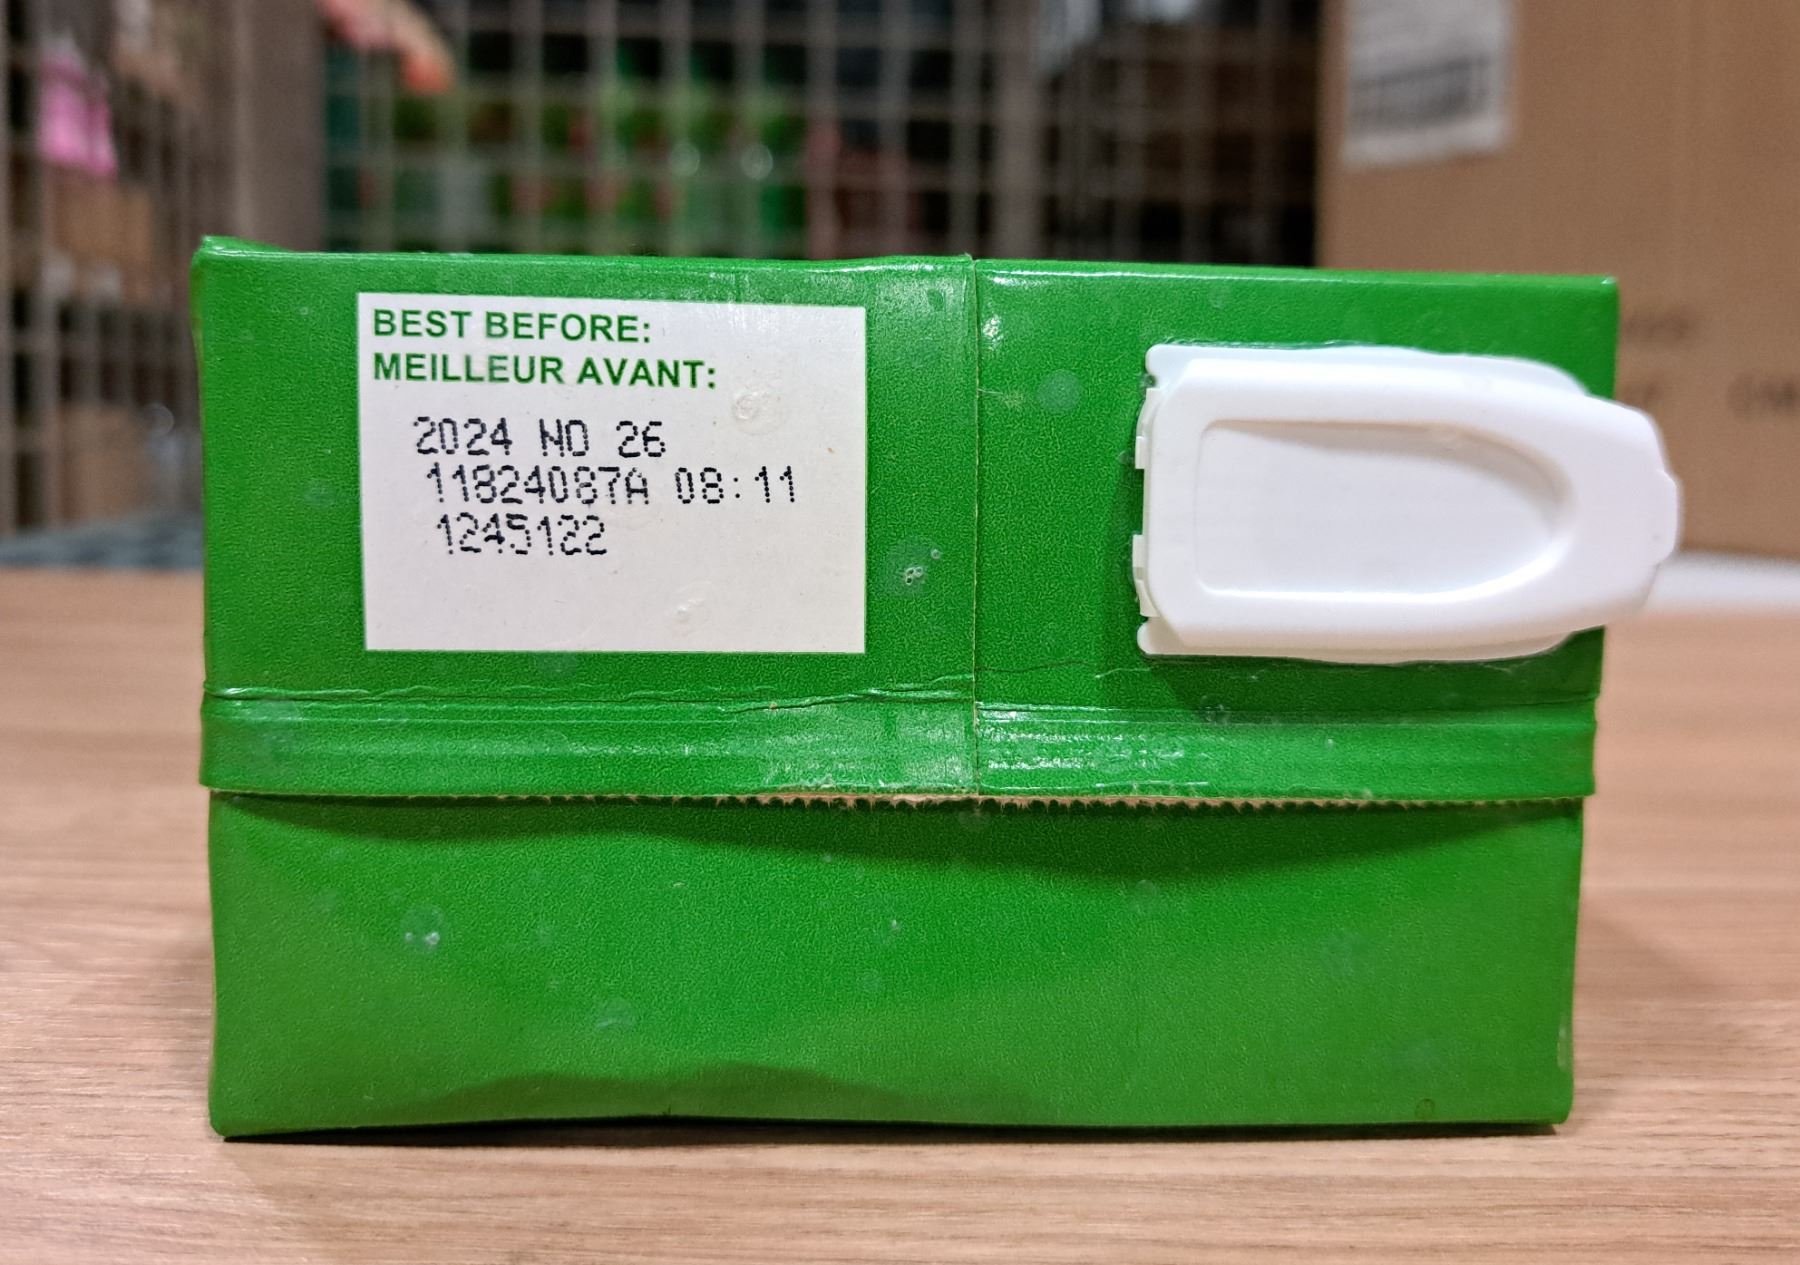 BEST BEFORE:
MEILLEUR AVANT:
2024 NO 26
11824087A 08:11
1245122